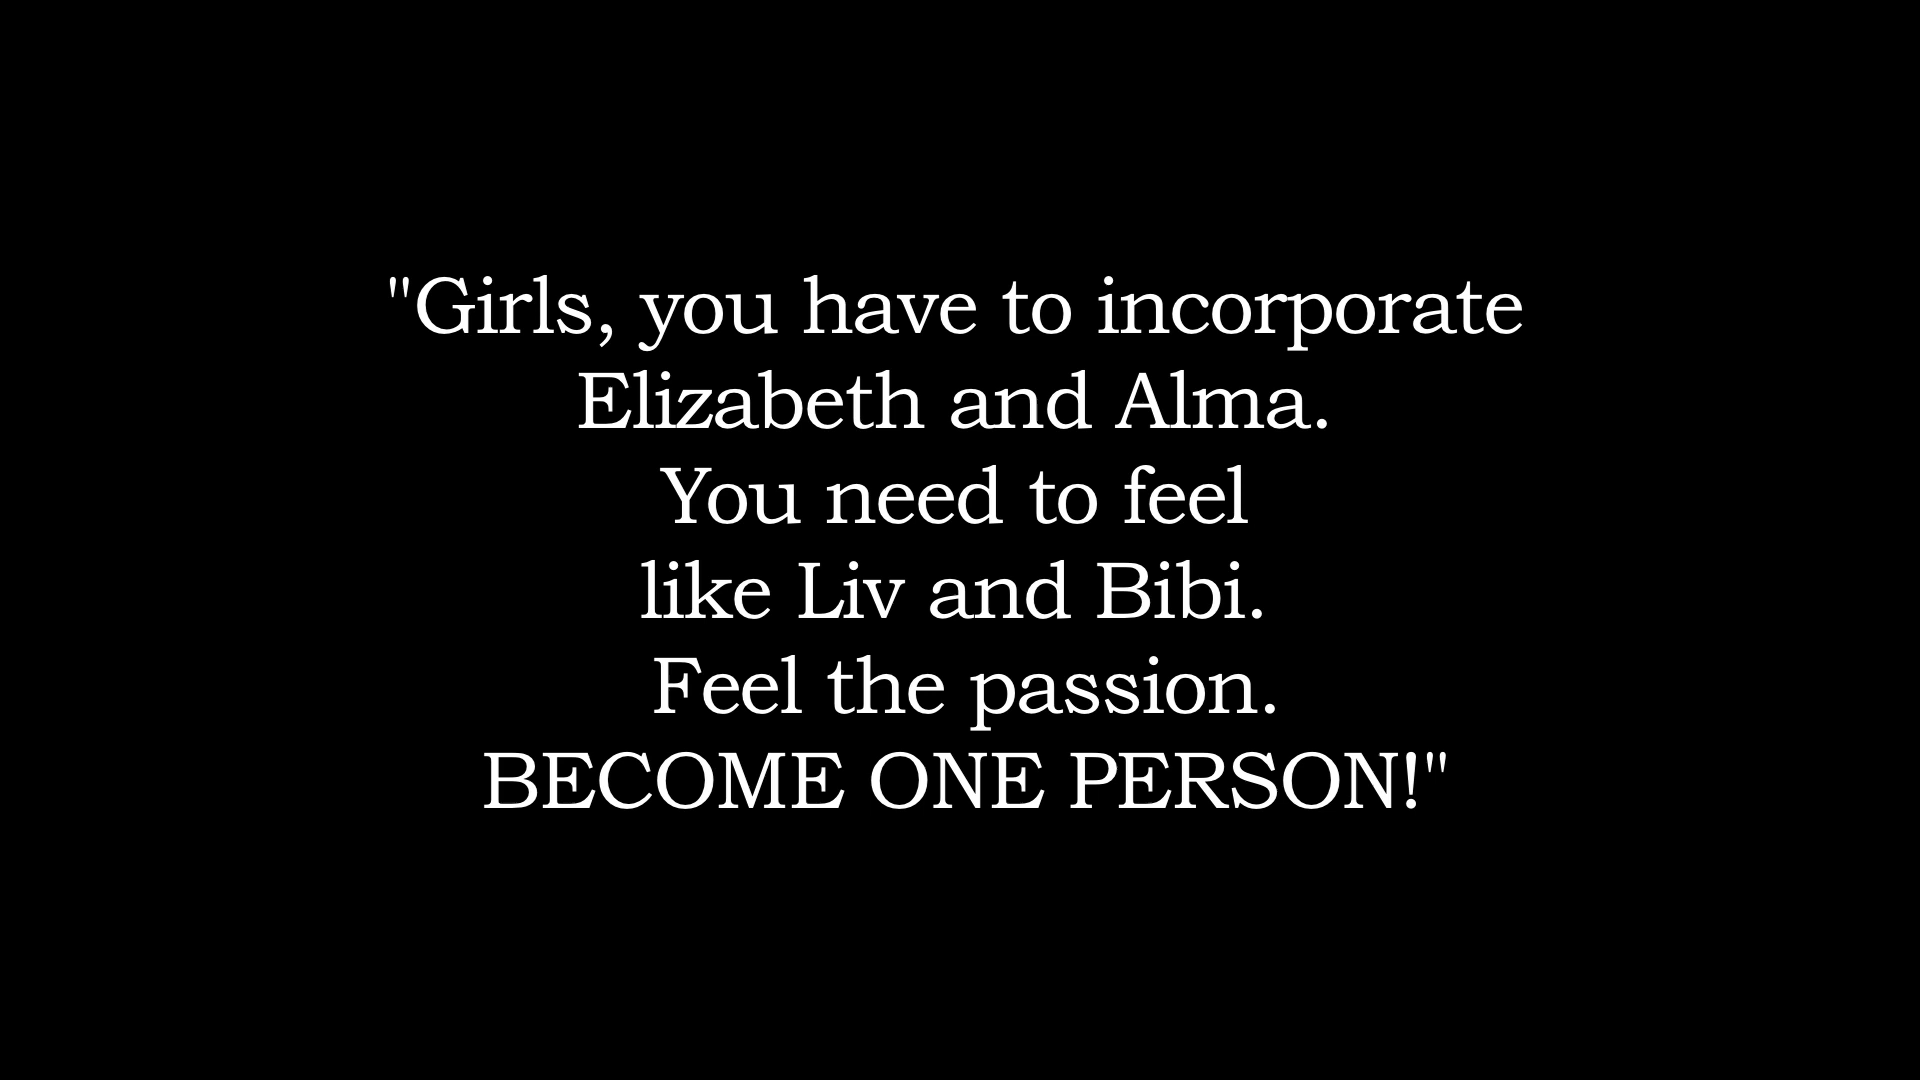 "Girls, you have to incorporate
Elizabeth and Alma.
You need to feel
like Liv and Bibi.
Feel the passion.
BECOME ONE PERSON!"